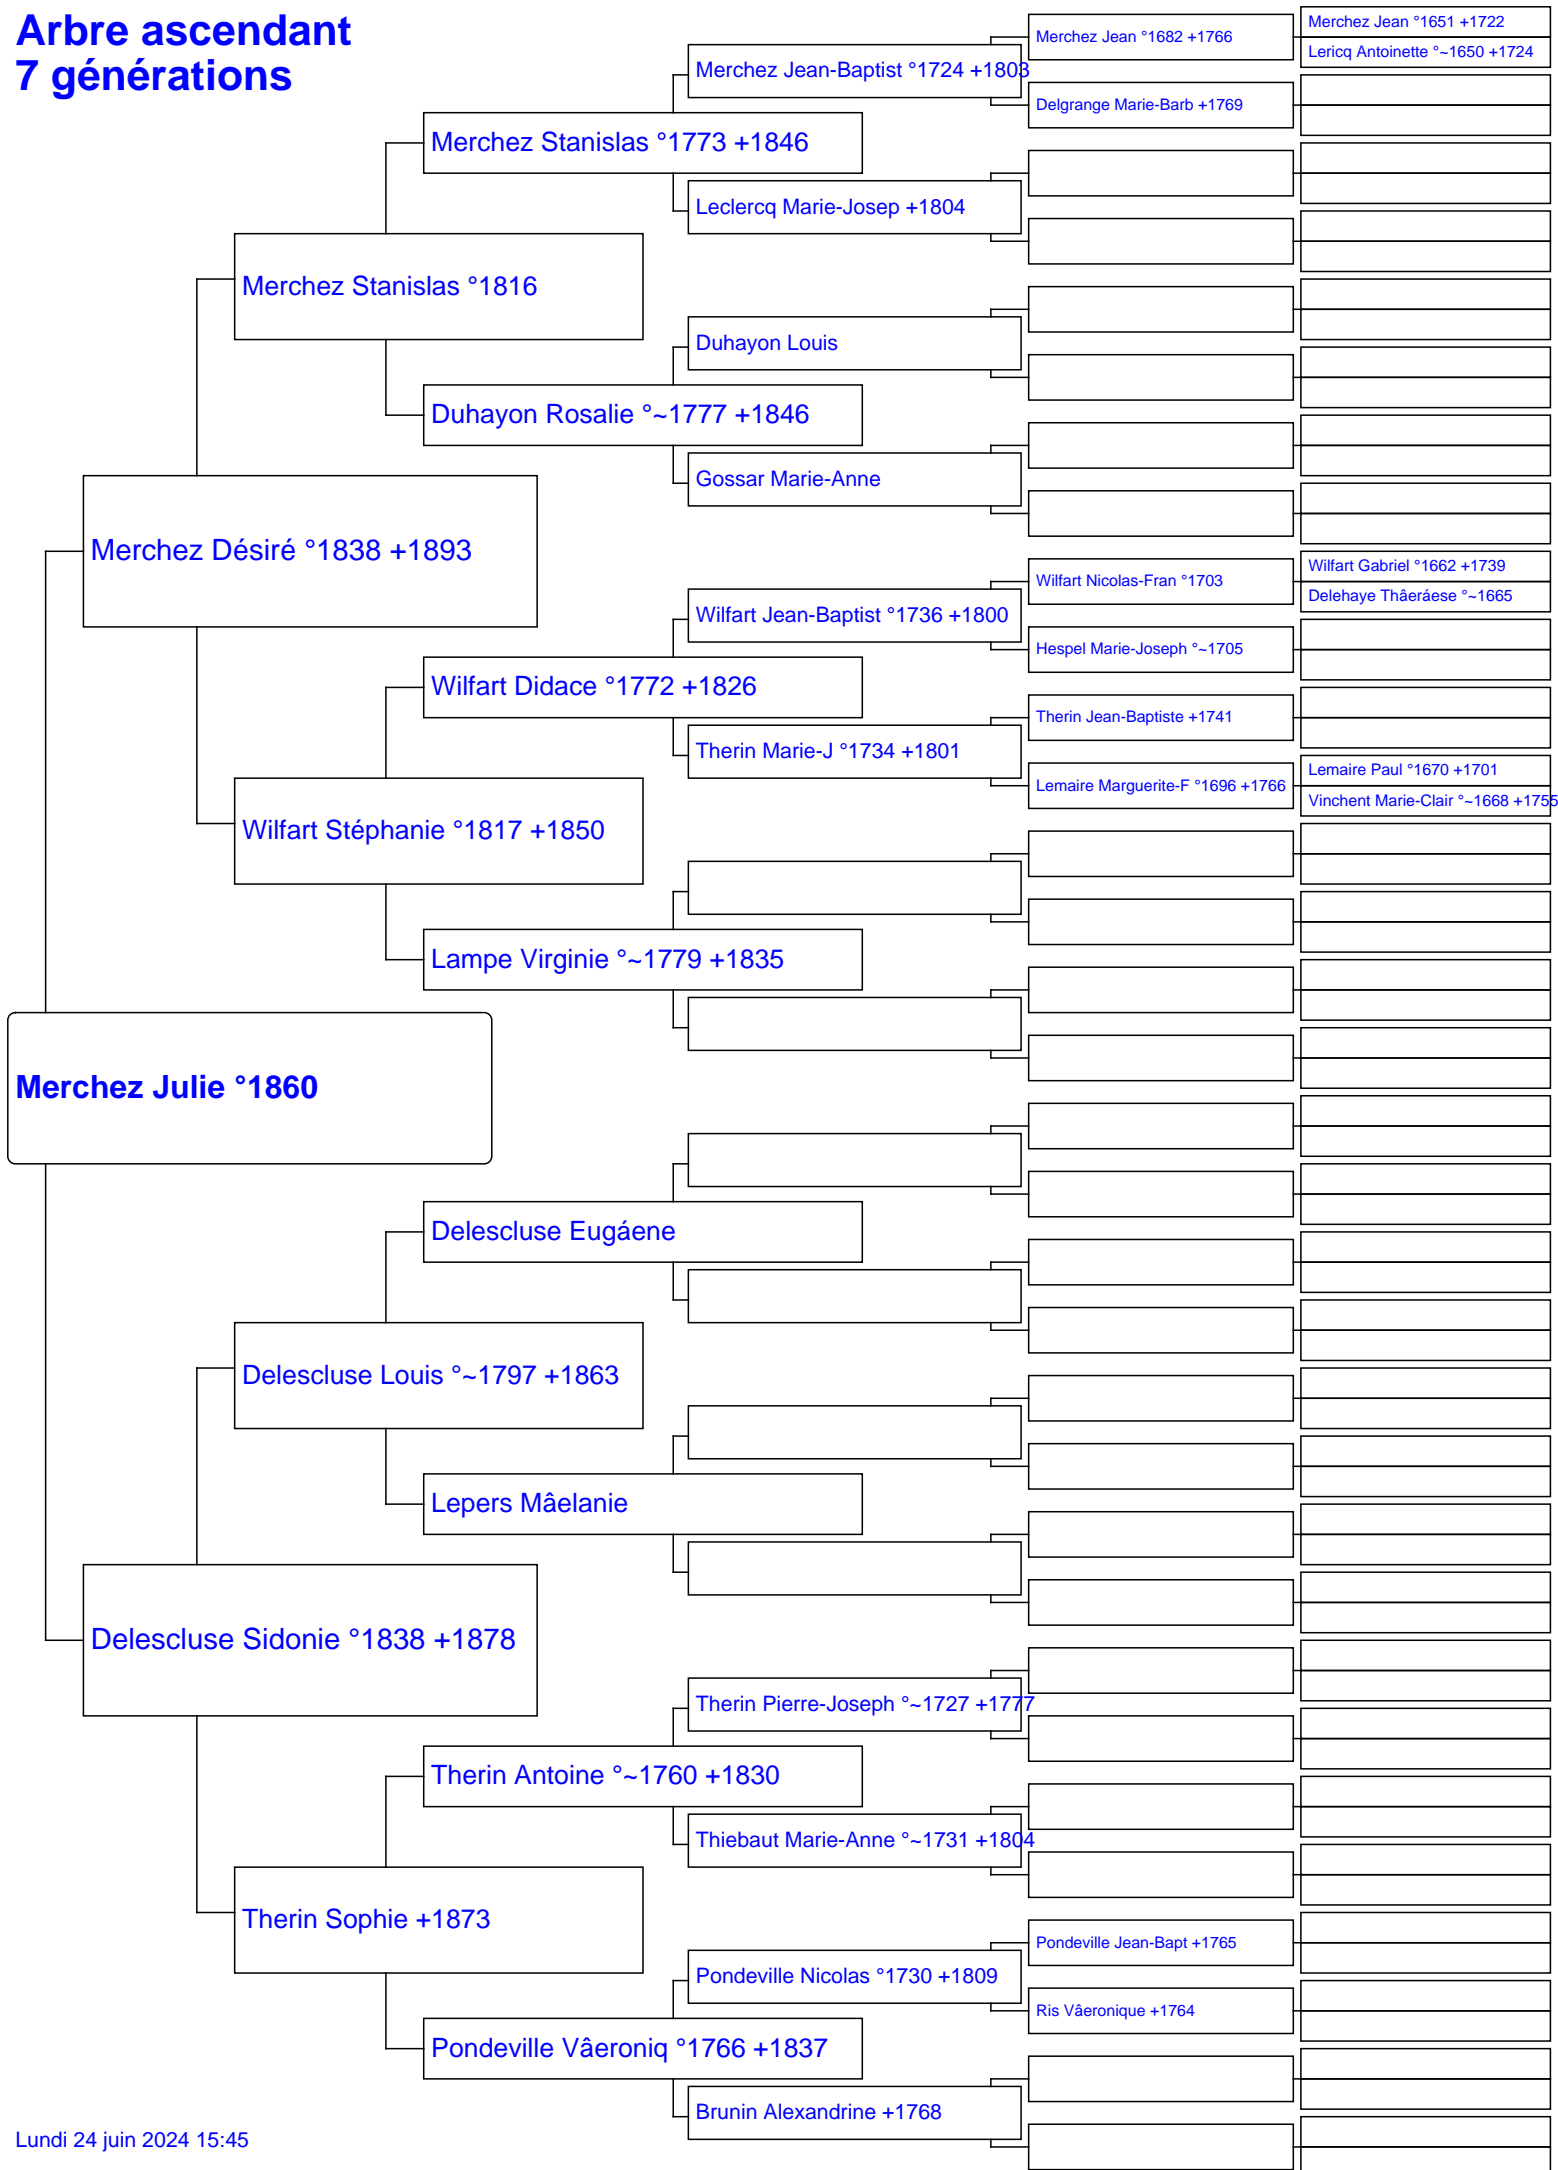 Arbre ascendant
7 générations
Merchez Jean °1651 +1722
Merchez Jean °1682 +1766
Lericq Antoinette °~1650 +1724
Merchez Jean-Baptist °1724 +1803
Delgrange Marie-Barb +1769
Merchez Stanislas °1773 +1846
Leclercq Marie-Josep +1804
Merchez Stanislas °1816
Duhayon Louis
Duhayon Rosalie °~1777 +1846
Gossar Marie-Anne
Merchez Désiré °1838 +1893
Wilfart Gabriel °1662 +1739
Wilfart Nicolas-Fran °1703
Delehaye Thâeráese °~1665
Wilfart Jean-Baptist °1736 +1800
Hespel Marie-Joseph °~1705
Wilfart Didace °1772 +1826
Therin Jean-Baptiste +1741
Therin Marie-J °1734 +1801
Lemaire Paul °1670 +1701
Lemaire Marguerite-F °1696 +1766
Vinchent Marie-Clair °~1668 +1755
Wilfart Stéphanie °1817 +1850
Lampe Virginie °~1779 +1835
Merchez Julie °1860
Delescluse Eugáene
Delescluse Louis °~1797 +1863
Lepers Mâelanie
Delescluse Sidonie °1838 +1878
Therin Pierre-Joseph °~1727 +1777
Therin Antoine °~1760 +1830
Thiebaut Marie-Anne °~1731 +1804
Therin Sophie +1873
Pondeville Jean-Bapt +1765
Pondeville Nicolas °1730 +1809
Ris Vâeronique +1764
Pondeville Vâeroniq °1766 +1837
Brunin Alexandrine +1768
Lundi 24 juin 2024 15:45